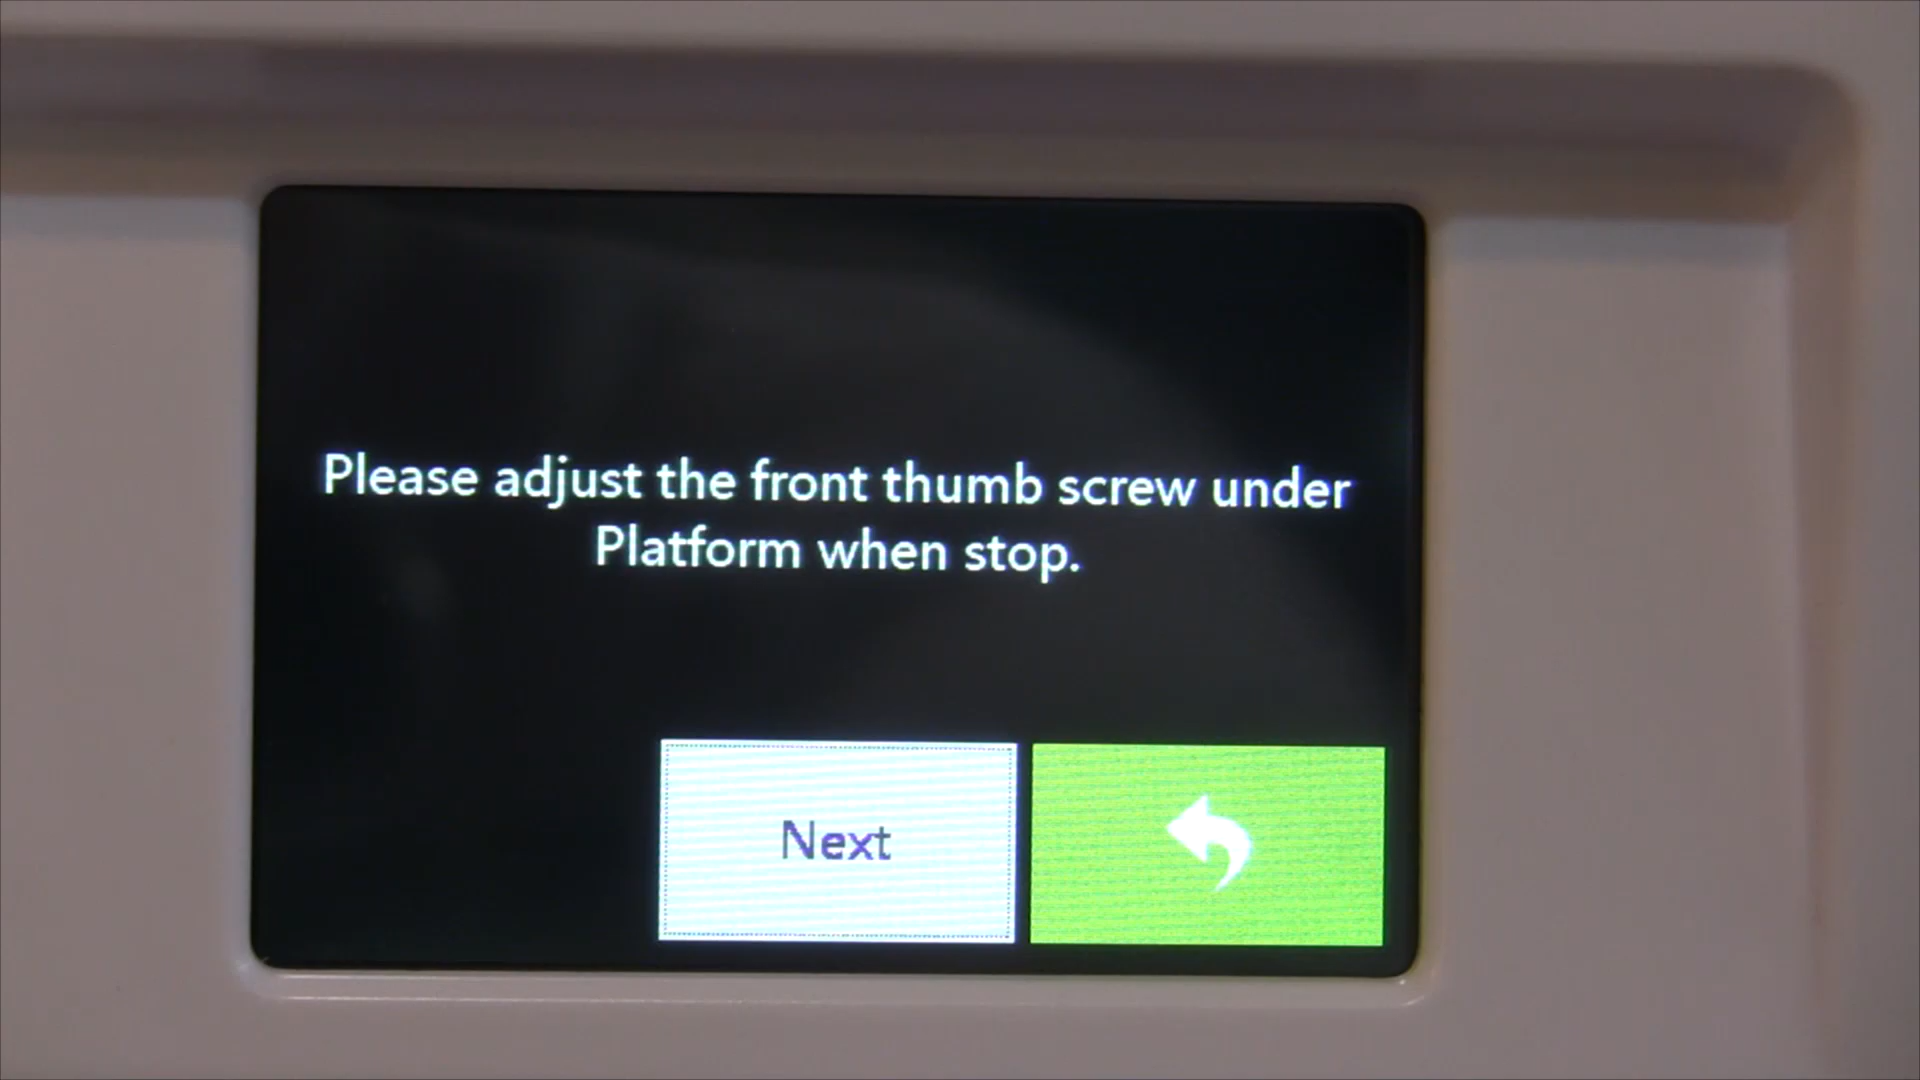 Please adjust the front thumb screw under
Platform when stop.
Next